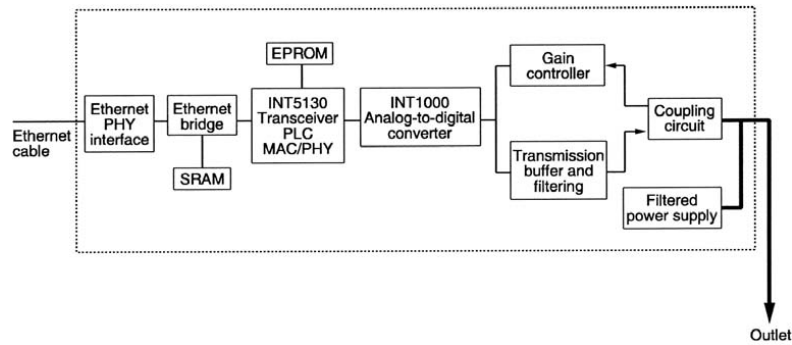 EPROM
Gain
controller
Ethernet
PHY
interface
Ethernet
bridge
INT5130
Transceiver
PLC
MAC/PHY
INT1000
Analog-to-digital
converter
Coupling
circuit
Ethernet
cable
SRAM
Transmission
buffer and
filtering
Filtered
power supply
Outlet